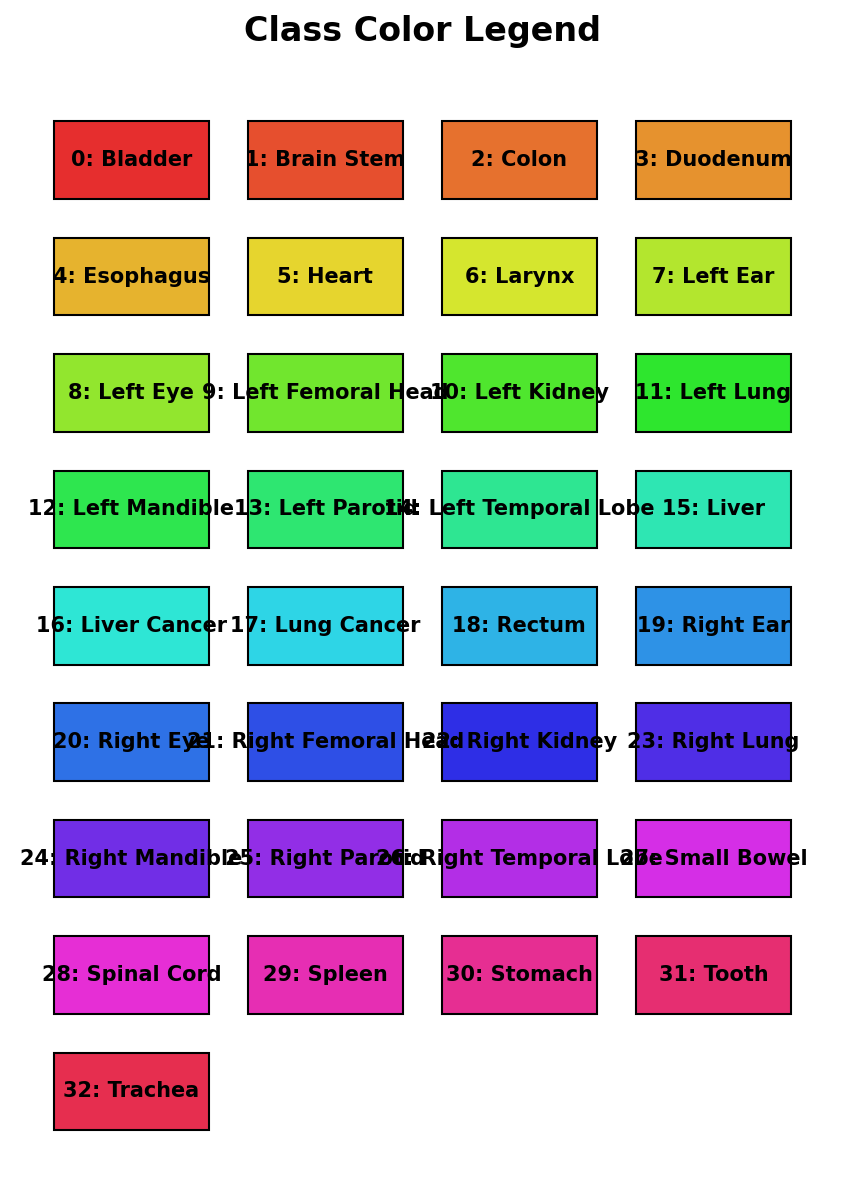 Class Color Legend
0: Bladder
1: Brain Stem
2: Colon
3: Duodenum
4: Esophagus
5: Heart
6: Larynx
7: Left Ear
8: Left Eye
9: Left Femoral Head
10: Left Kidney
11: Left Lung
12: Left Mandible
13: Left Parotid
14: Left Temporal Lobe
15: Liver
16: Liver Cancer
17: Lung Cancer
18: Rectum
19: Right Ear
20: Right Eye
21: Right Femoral Head
22: Right Kidney
23: Right Lung
24: Right Mandible
25: Right Parotid
26: Right Temporal Lobe
27: Small Bowel
28: Spinal Cord
29: Spleen
30: Stomach
31: Tooth
32: Trachea